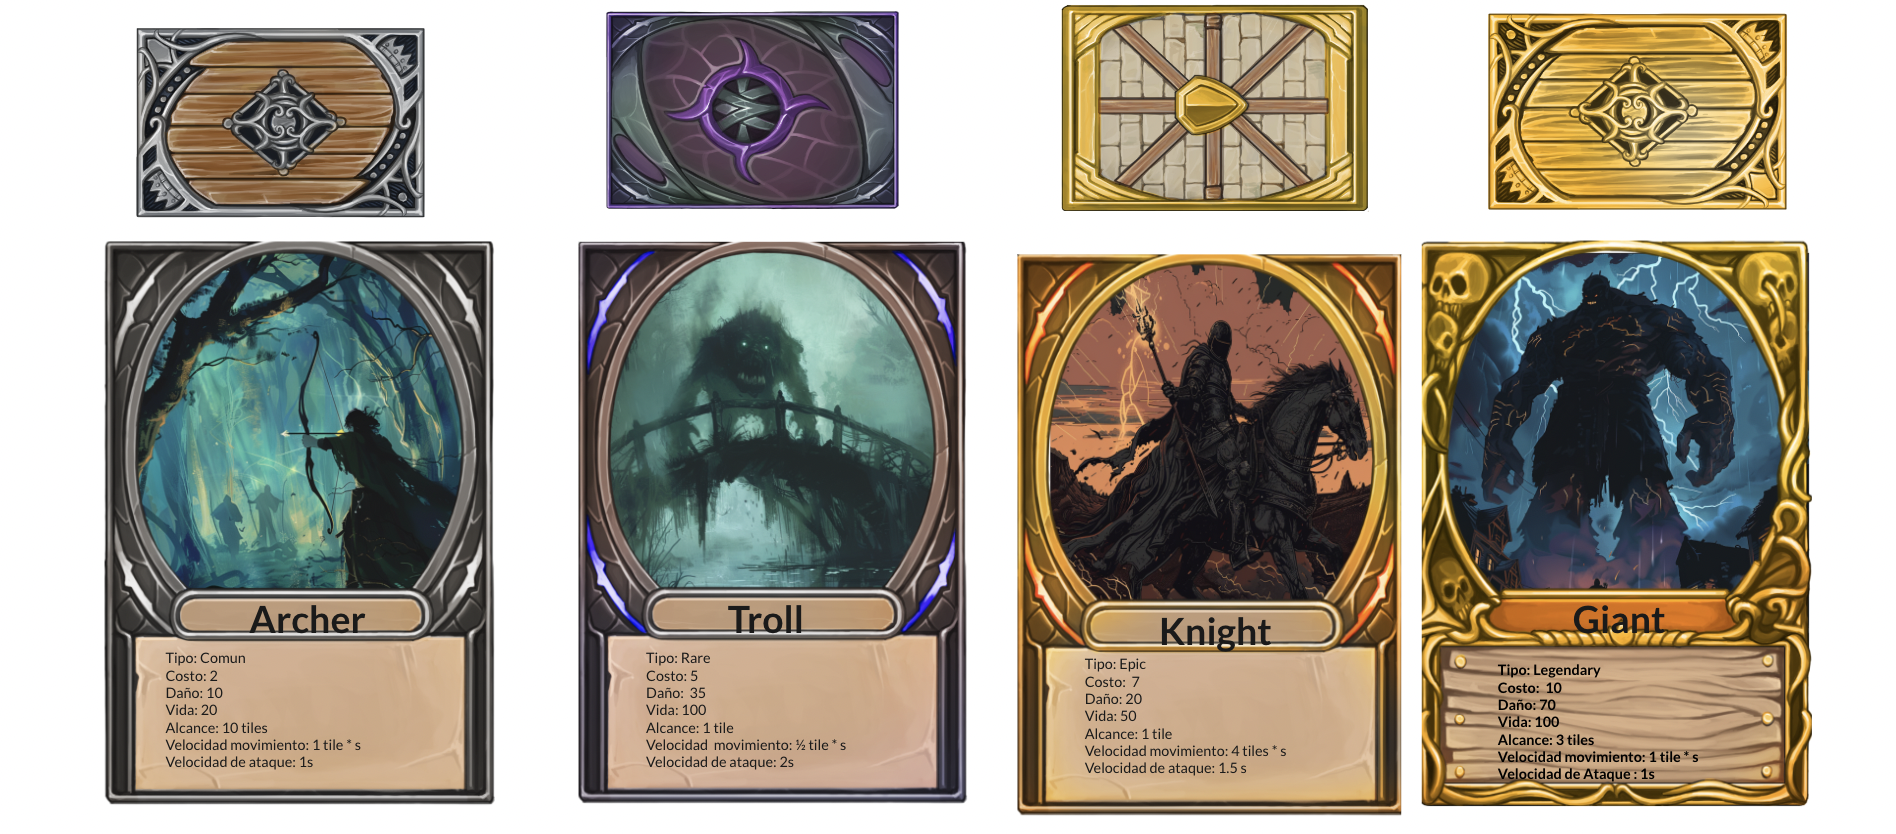 Archer
Tipo: Comun
Costo: 2
Daño: 10
Vida: 20
Alcance: 10 tiles
Velocidad movimiento: 1 tile * s
Velocidad de ataque: 1s
Troll
Tipo: Rare
Costo: 5
Daño: 35
Vida: 100
Alcance: 1 tile
Velocidad movimiento: ½ tile * s
Velocidad de ataque: 2s
Knight
Tipo: Epic
Costo: 7
Daño: 20
Vida: 50
Alcance: 1 tile
Velocidad movimiento: 4 tiles * s
Velocidad de ataque: 1.5 s
Giant
Tipo: Legendary
Costo: 10
Daño: 70
Vida: 100
Alcance: 3 tiles
Velocidad movimiento: 1 tile * s
Velocidad de Ataque : 1s